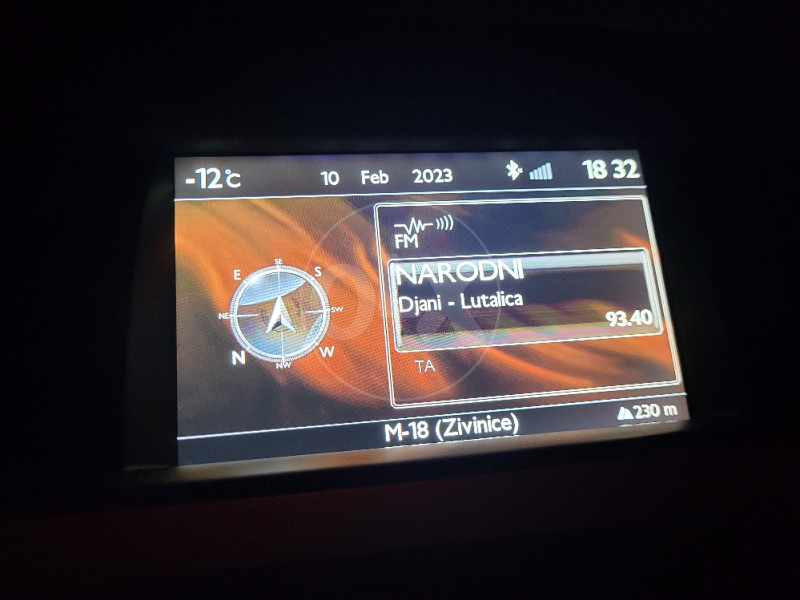 -12°C 10 Feb 2023 18 32
FM
NARODNI
Djani - Lutalica
93.40
TA
SE
E S
NE SW
N W
NW
M-18 (Zivinice) 230 m
OLX